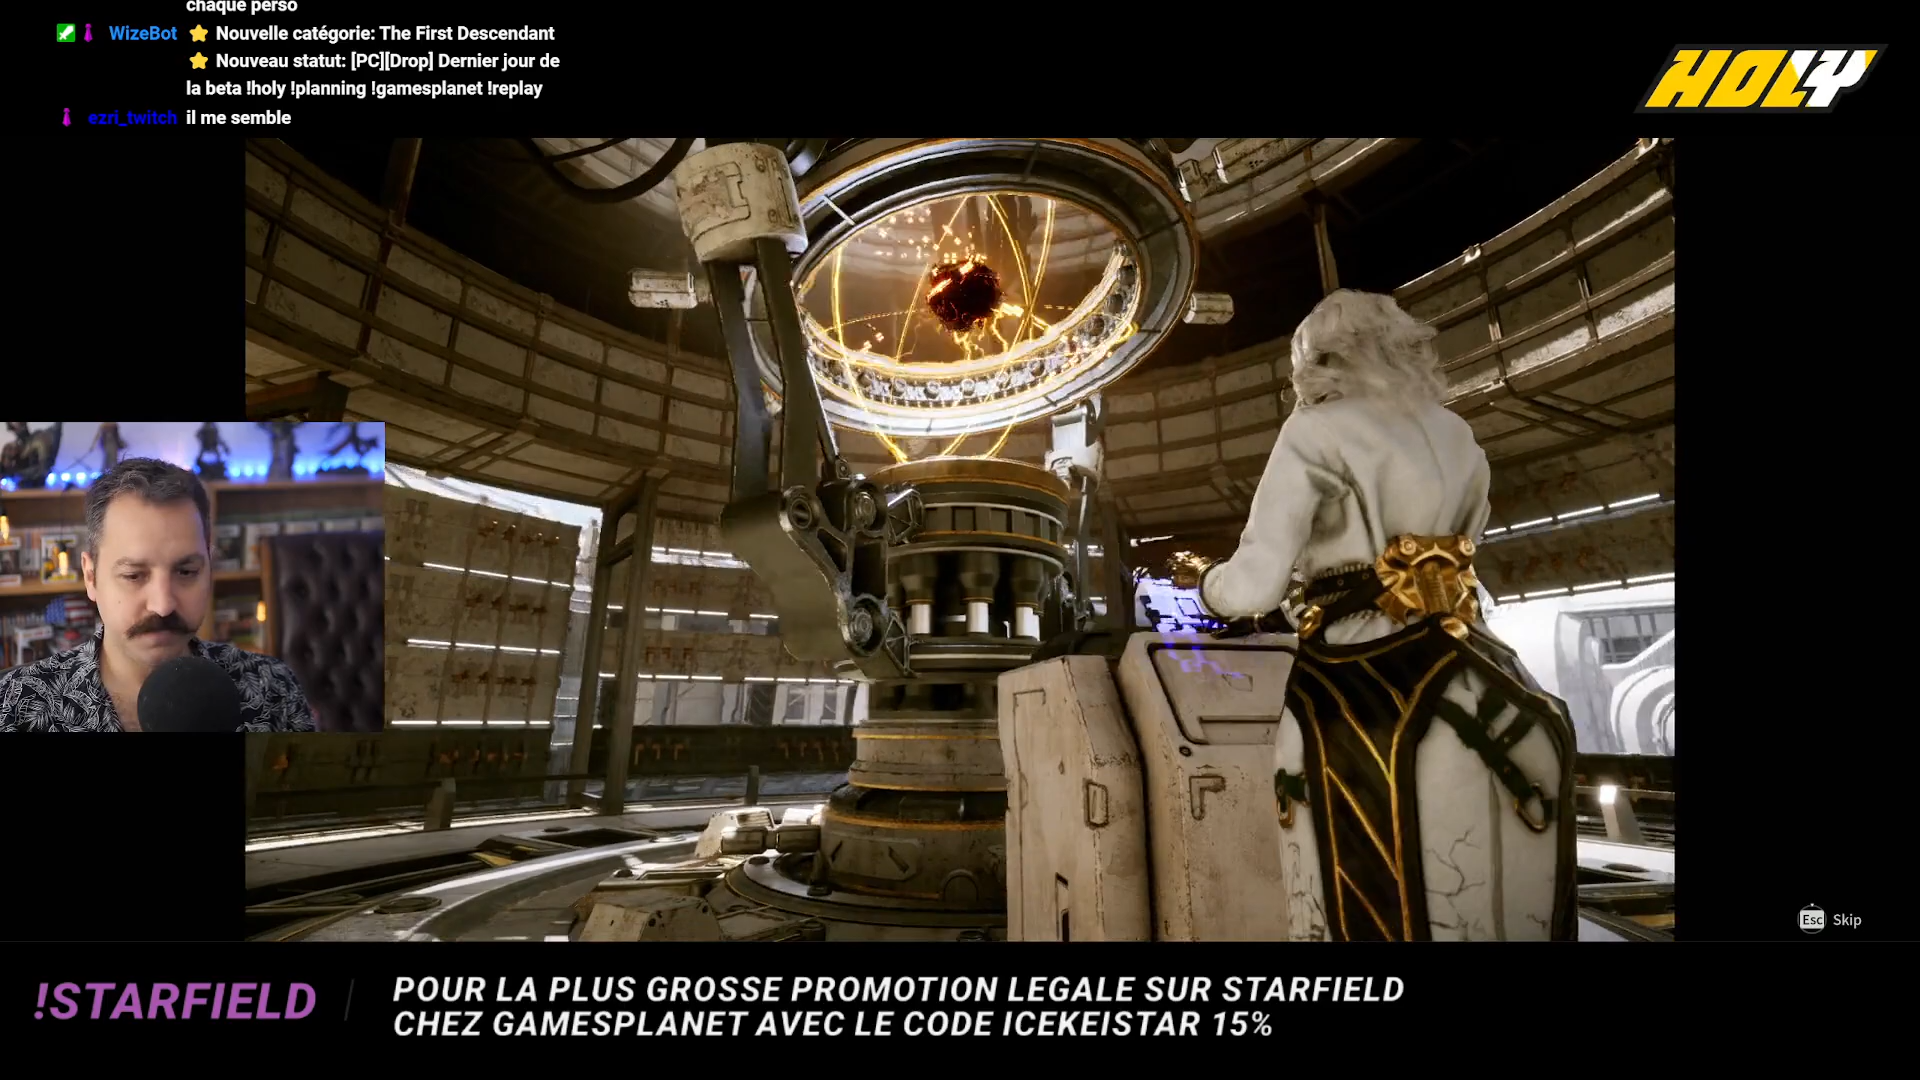 chaque perso
WizeBot ⭐ Nouvelle catégorie: The First Descendant
⭐ Nouveau statut: [PC][Drop] Dernier jour de
la beta !holy !planning !gamesplanet !replay
ezri_twitch il me semble
HOLY
Esc Skip
!STARFIELD
POUR LA PLUS GROSSE PROMOTION LEGALE SUR STARFIELD
CHEZ GAMESPLANET AVEC LE CODE ICEKEISTAR 15%